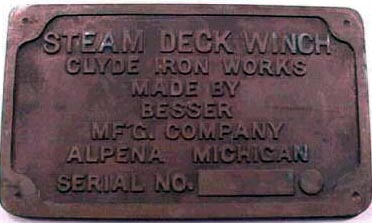 STEAM DECK WINCH
CLYDE IRON WORKS
MADE BY
BESSER
MF'G. COMPANY
ALPENA MICHIGAN
SERIAL NO.